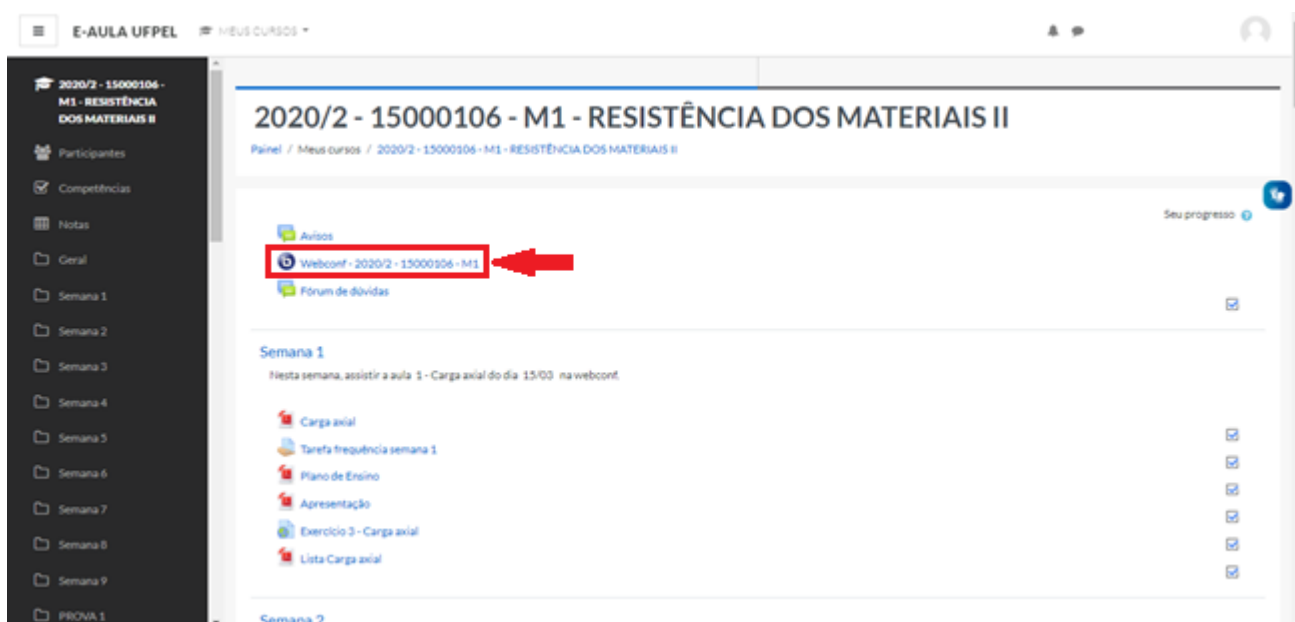 E-AULA UFPEL MEUS CURSOS
2020/2 - 15000106 -
M1 - RESISTÊNCIA
DOS MATERIAIS II
Participantes
Competências
Notas
Geral
Semana 1
Semana 2
Semana 3
Semana 4
Semana 5
Semana 6
Semana 7
Semana 8
Semana 9
PROVA 1
2020/2 - 15000106 - M1 - RESISTÊNCIA DOS MATERIAIS II
Painel / Meus cursos / 2020/2 - 15000106 - M1 - RESISTÊNCIA DOS MATERIAIS II
Seu progresso
Avisos
Webconf - 2020/2 - 15000106 - M1
Fórum de dúvidas
Semana 1
Nesta semana, assistir a aula 1 - Carga axial do dia 15/03 na webconf.
Carga axial
Tarefa frequência semana 1
Plano de Ensino
Apresentação
Exercício 3 - Carga axial
Lista Carga axial
Semana 2